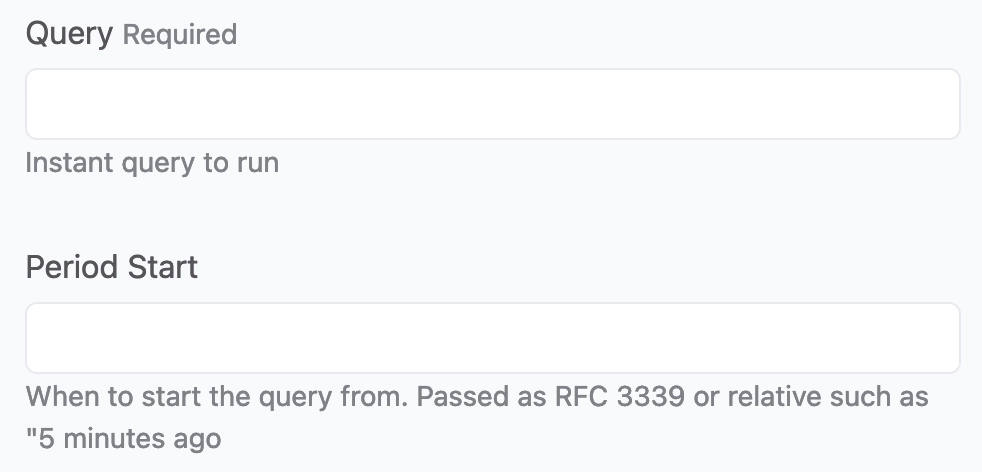 Query Required
Instant query to run
Period Start
When to start the query from. Passed as RFC 3339 or relative such as
"5 minutes ago